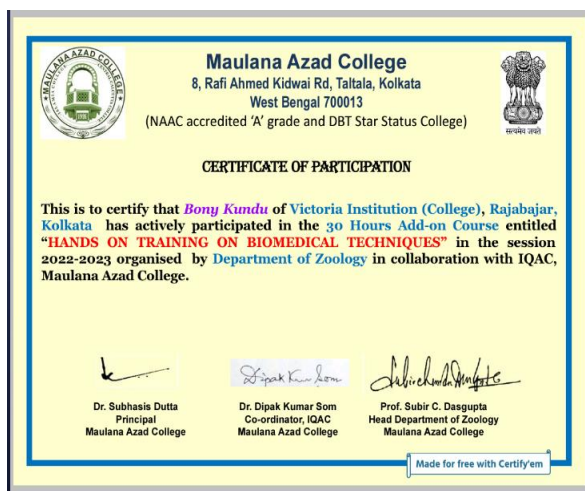 MAULANA AZAD COLLEGE
Maulana Azad College
8, Rafi Ahmed Kidwai Rd, Taltala, Kolkata
West Bengal 700013
(NAAC accredited 'A' grade and DBT Star Status College)
सत्यमेव जयते
CERTIFICATE OF PARTICIPATION
This is to certify that Bony Kundu of Victoria Institution (College), Rajabajar,
Kolkata has actively participated in the 30 Hours Add-on Course entitled
“HANDS ON TRAINING ON BIOMEDICAL TECHNIQUES” in the session
2022-2023 organised by Department of Zoology in collaboration with IQAC,
Maulana Azad College.
Dipak Kumar Som
Dr. Subhasis Dutta
Principal
Maulana Azad College
Dr. Dipak Kumar Som
Co-ordinator, IQAC
Maulana Azad College
Prof. Subir C. Dasgupta
Head Department of Zoology
Maulana Azad College
Made for free with Certify'em